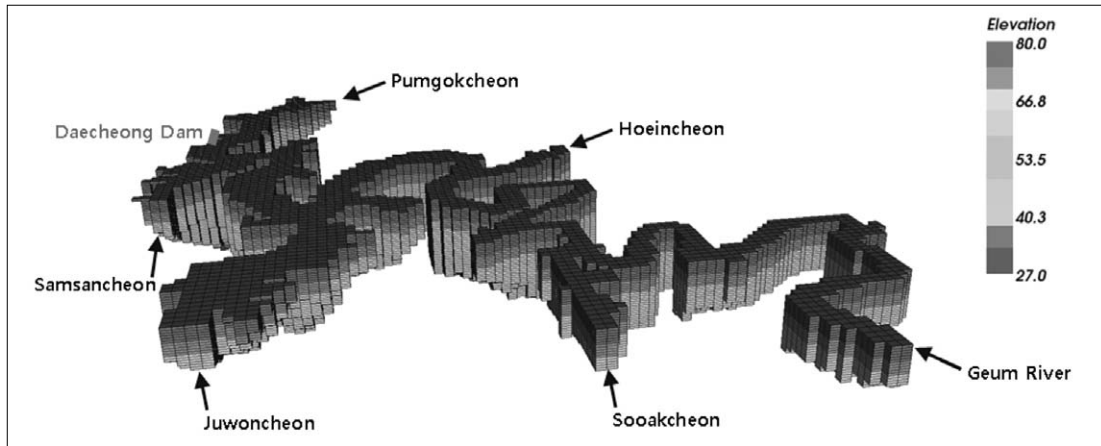 Elevation
80.0
66.8
53.5
40.3
27.0
Pumgokcheon
Daecheong Dam
Hoeincheon
Samsancheon
Juwoncheon
Sooakcheon
Geum River